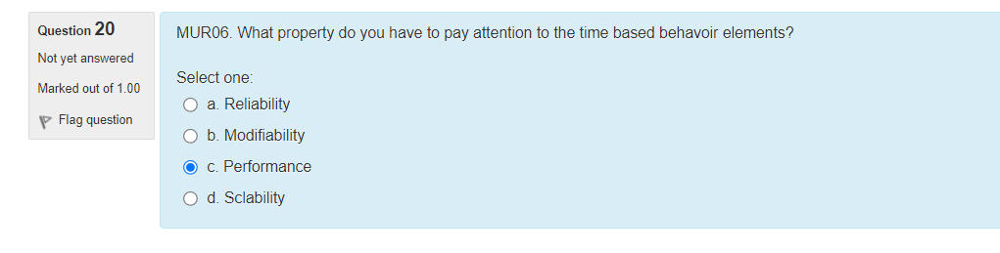 Question 20
Not yet answered
Marked out of 1.00
Flag question
MUR06. What property do you have to pay attention to the time based behavoir elements?
Select one:
a. Reliability
b. Modifiability
c. Performance
d. Sclability